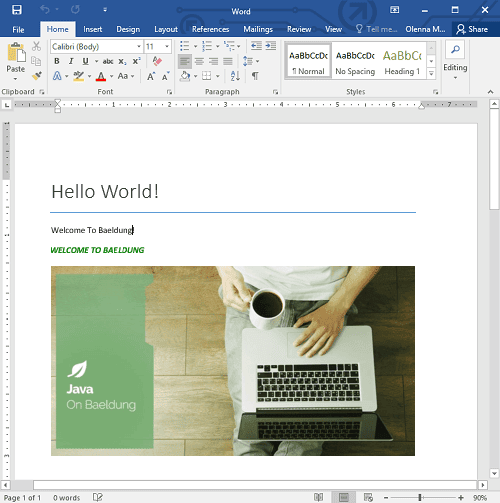 Word
File Home Insert Design Layout References Mailings Review View Tell me... Olenna M... Share
Calibri (Body) 11
AaBbCcDc AaBbCcDc AaBbCc
Paste
¶ Normal No Spacing Heading 1
Editing
Clipboard Font Paragraph Styles
Hello World!
Welcome To Baeldung!
WELCOME TO BAELDUNG
Java
On Baeldung
Page 1 of 1 0 words 90%